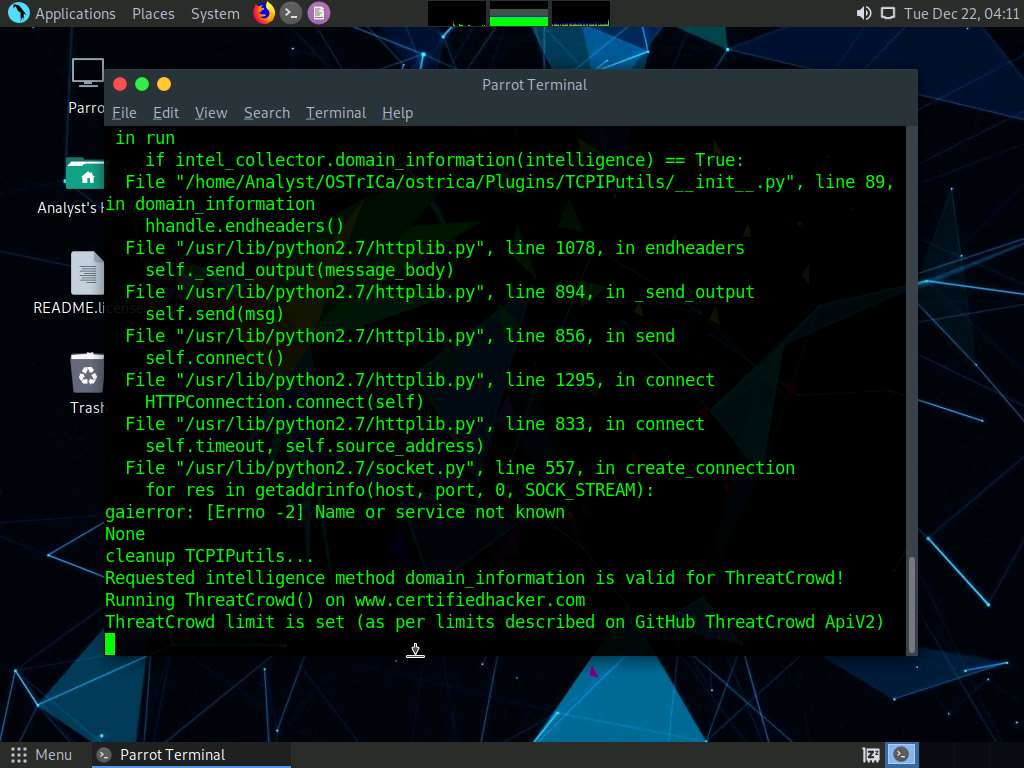 Applications Places System Tue Dec 22, 04:11
Parrot Terminal
File Edit View Search Terminal Help
Parro
Analyst's H
README.license
Trash
in run
if intel_collector.domain_information(intelligence) == True:
File "/home/Analyst/OSTrICa/ostrica/Plugins/TCPIPutils/__init__.py", line 89,
in domain_information
hhandle.endheaders()
File "/usr/lib/python2.7/httplib.py", line 1078, in endheaders
self._send_output(message_body)
File "/usr/lib/python2.7/httplib.py", line 894, in _send_output
self.send(msg)
File "/usr/lib/python2.7/httplib.py", line 856, in send
self.connect()
File "/usr/lib/python2.7/httplib.py", line 1295, in connect
HTTPConnection.connect(self)
File "/usr/lib/python2.7/httplib.py", line 833, in connect
self.timeout, self.source_address)
File "/usr/lib/python2.7/socket.py", line 557, in create_connection
for res in getaddrinfo(host, port, 0, SOCK_STREAM):
gaierror: [Errno -2] Name or service not known
None
cleanup TCPIPutils...
Requested intelligence method domain_information is valid for ThreatCrowd!
Running ThreatCrowd() on www.certifiedhacker.com
ThreatCrowd limit is set (as per limits described on GitHub ThreatCrowd ApiV2)
Menu Parrot Terminal